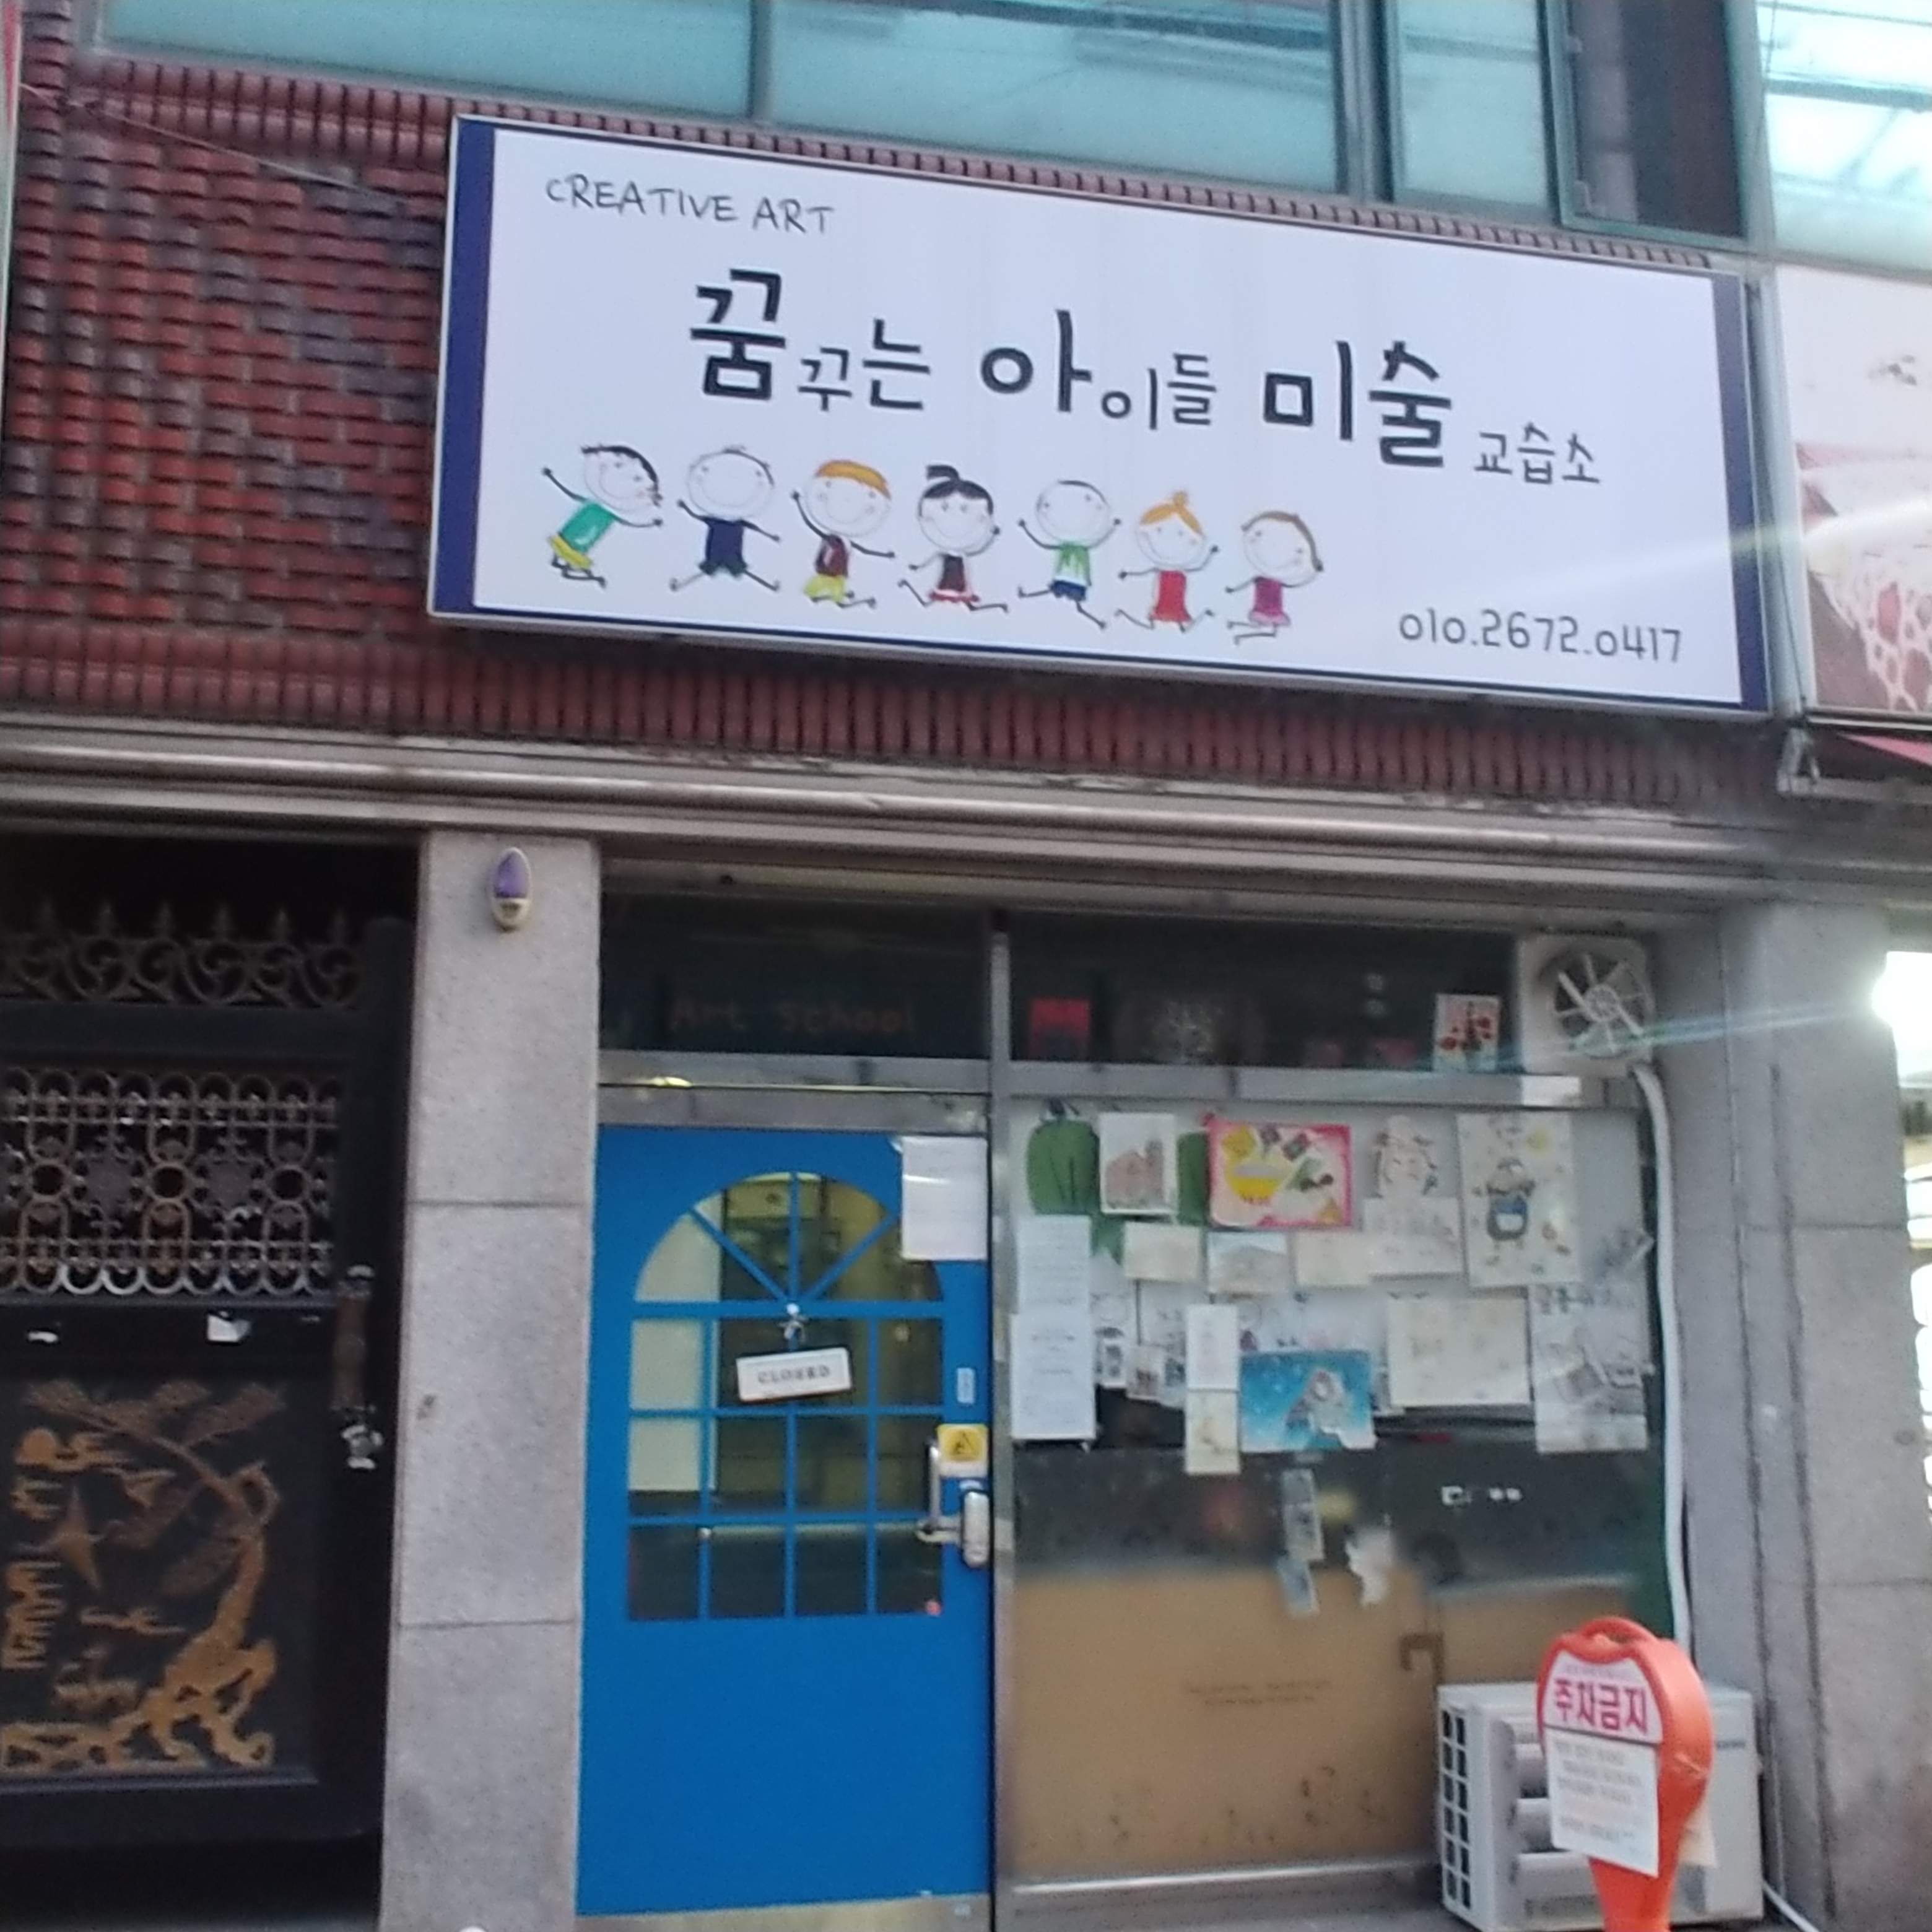 CREATIVE ART
꿈꾸는 아이들 미술 교습소
010.2672.0417
Art School
CLOSED
주차금지